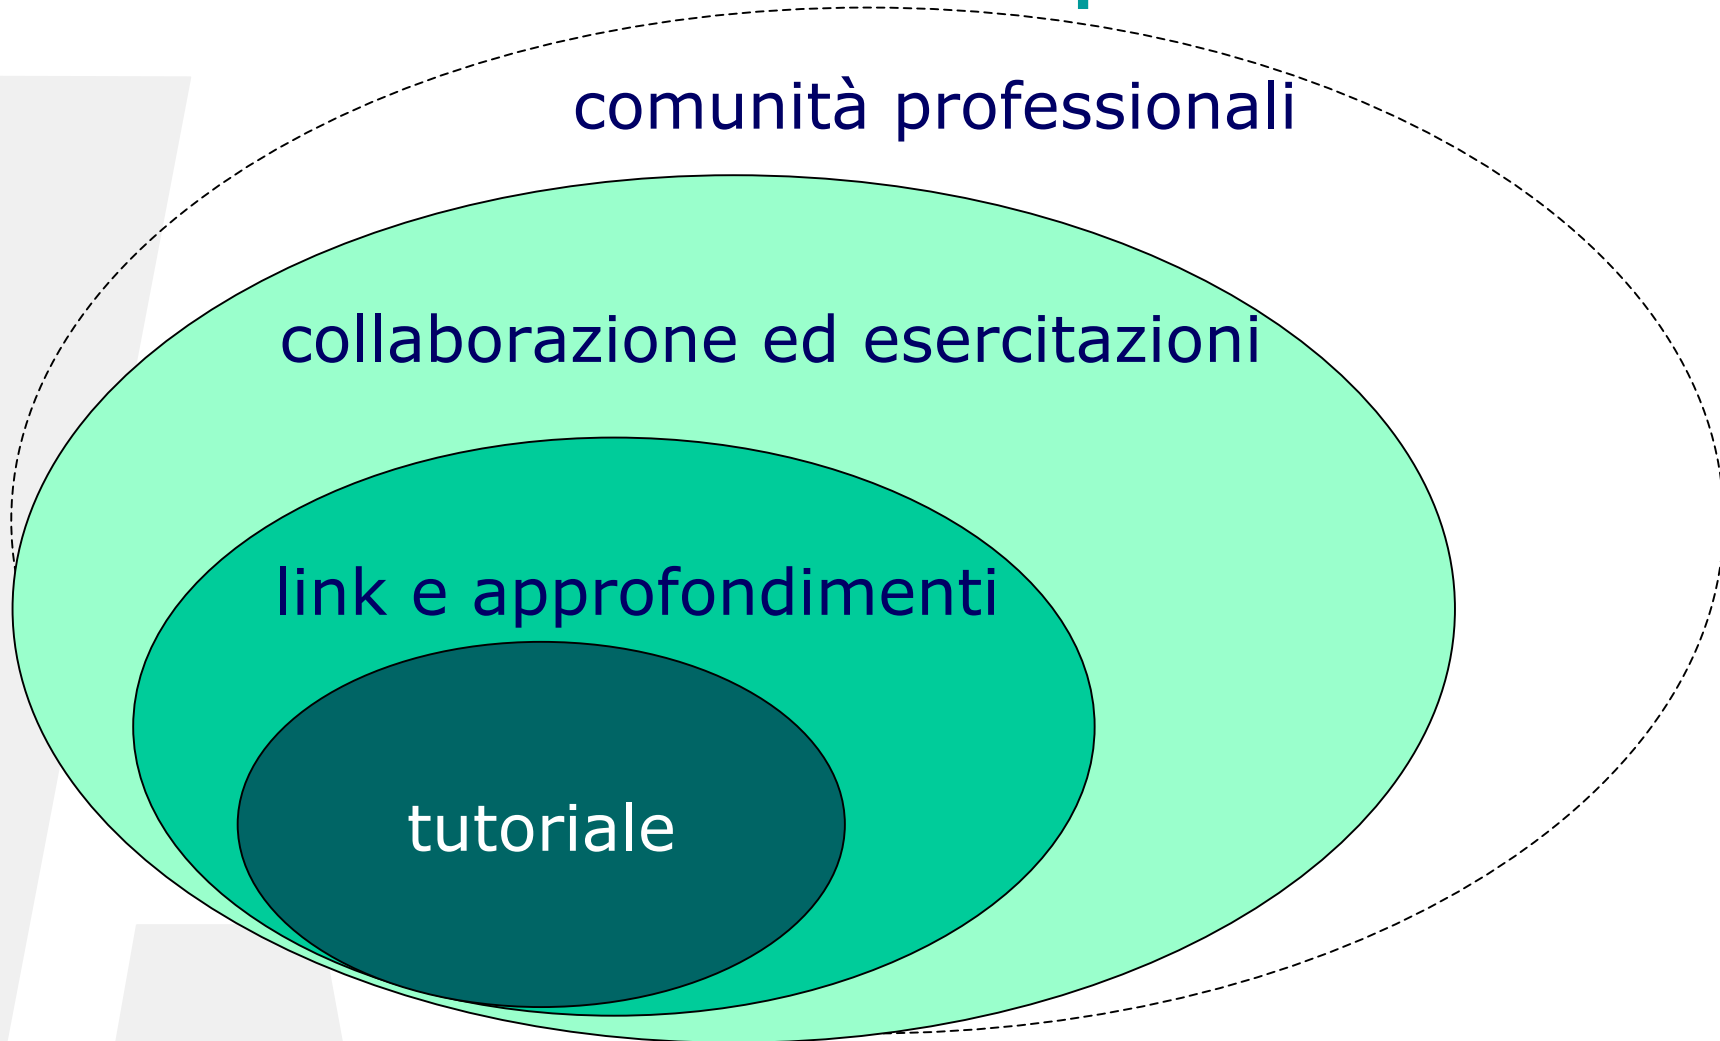 comunità professionali
collaborazione ed esercitazioni
link e approfondimenti
tutoriale